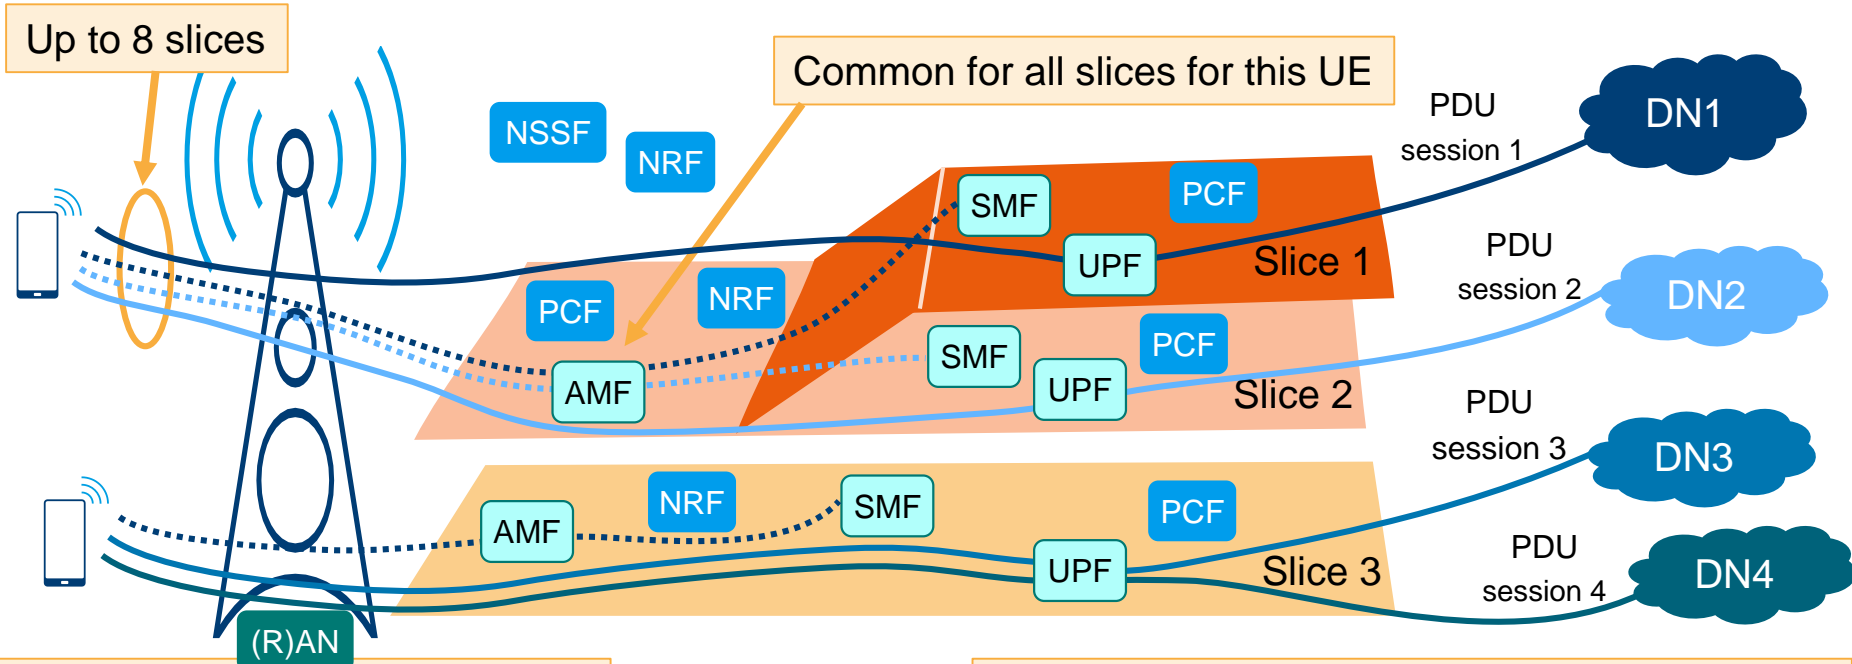 Up to 8 slices
Common for all slices for this UE
NSSF
NRF
PDU
session 1
DN1
SMF
PCF
UPF
Slice 1
PDU
session 2
DN2
PCF
NRF
AMF
SMF
PCF
UPF
Slice 2
PDU
session 3
DN3
AMF
NRF
SMF
PCF
UPF
Slice 3
PDU
session 4
DN4
(R)AN